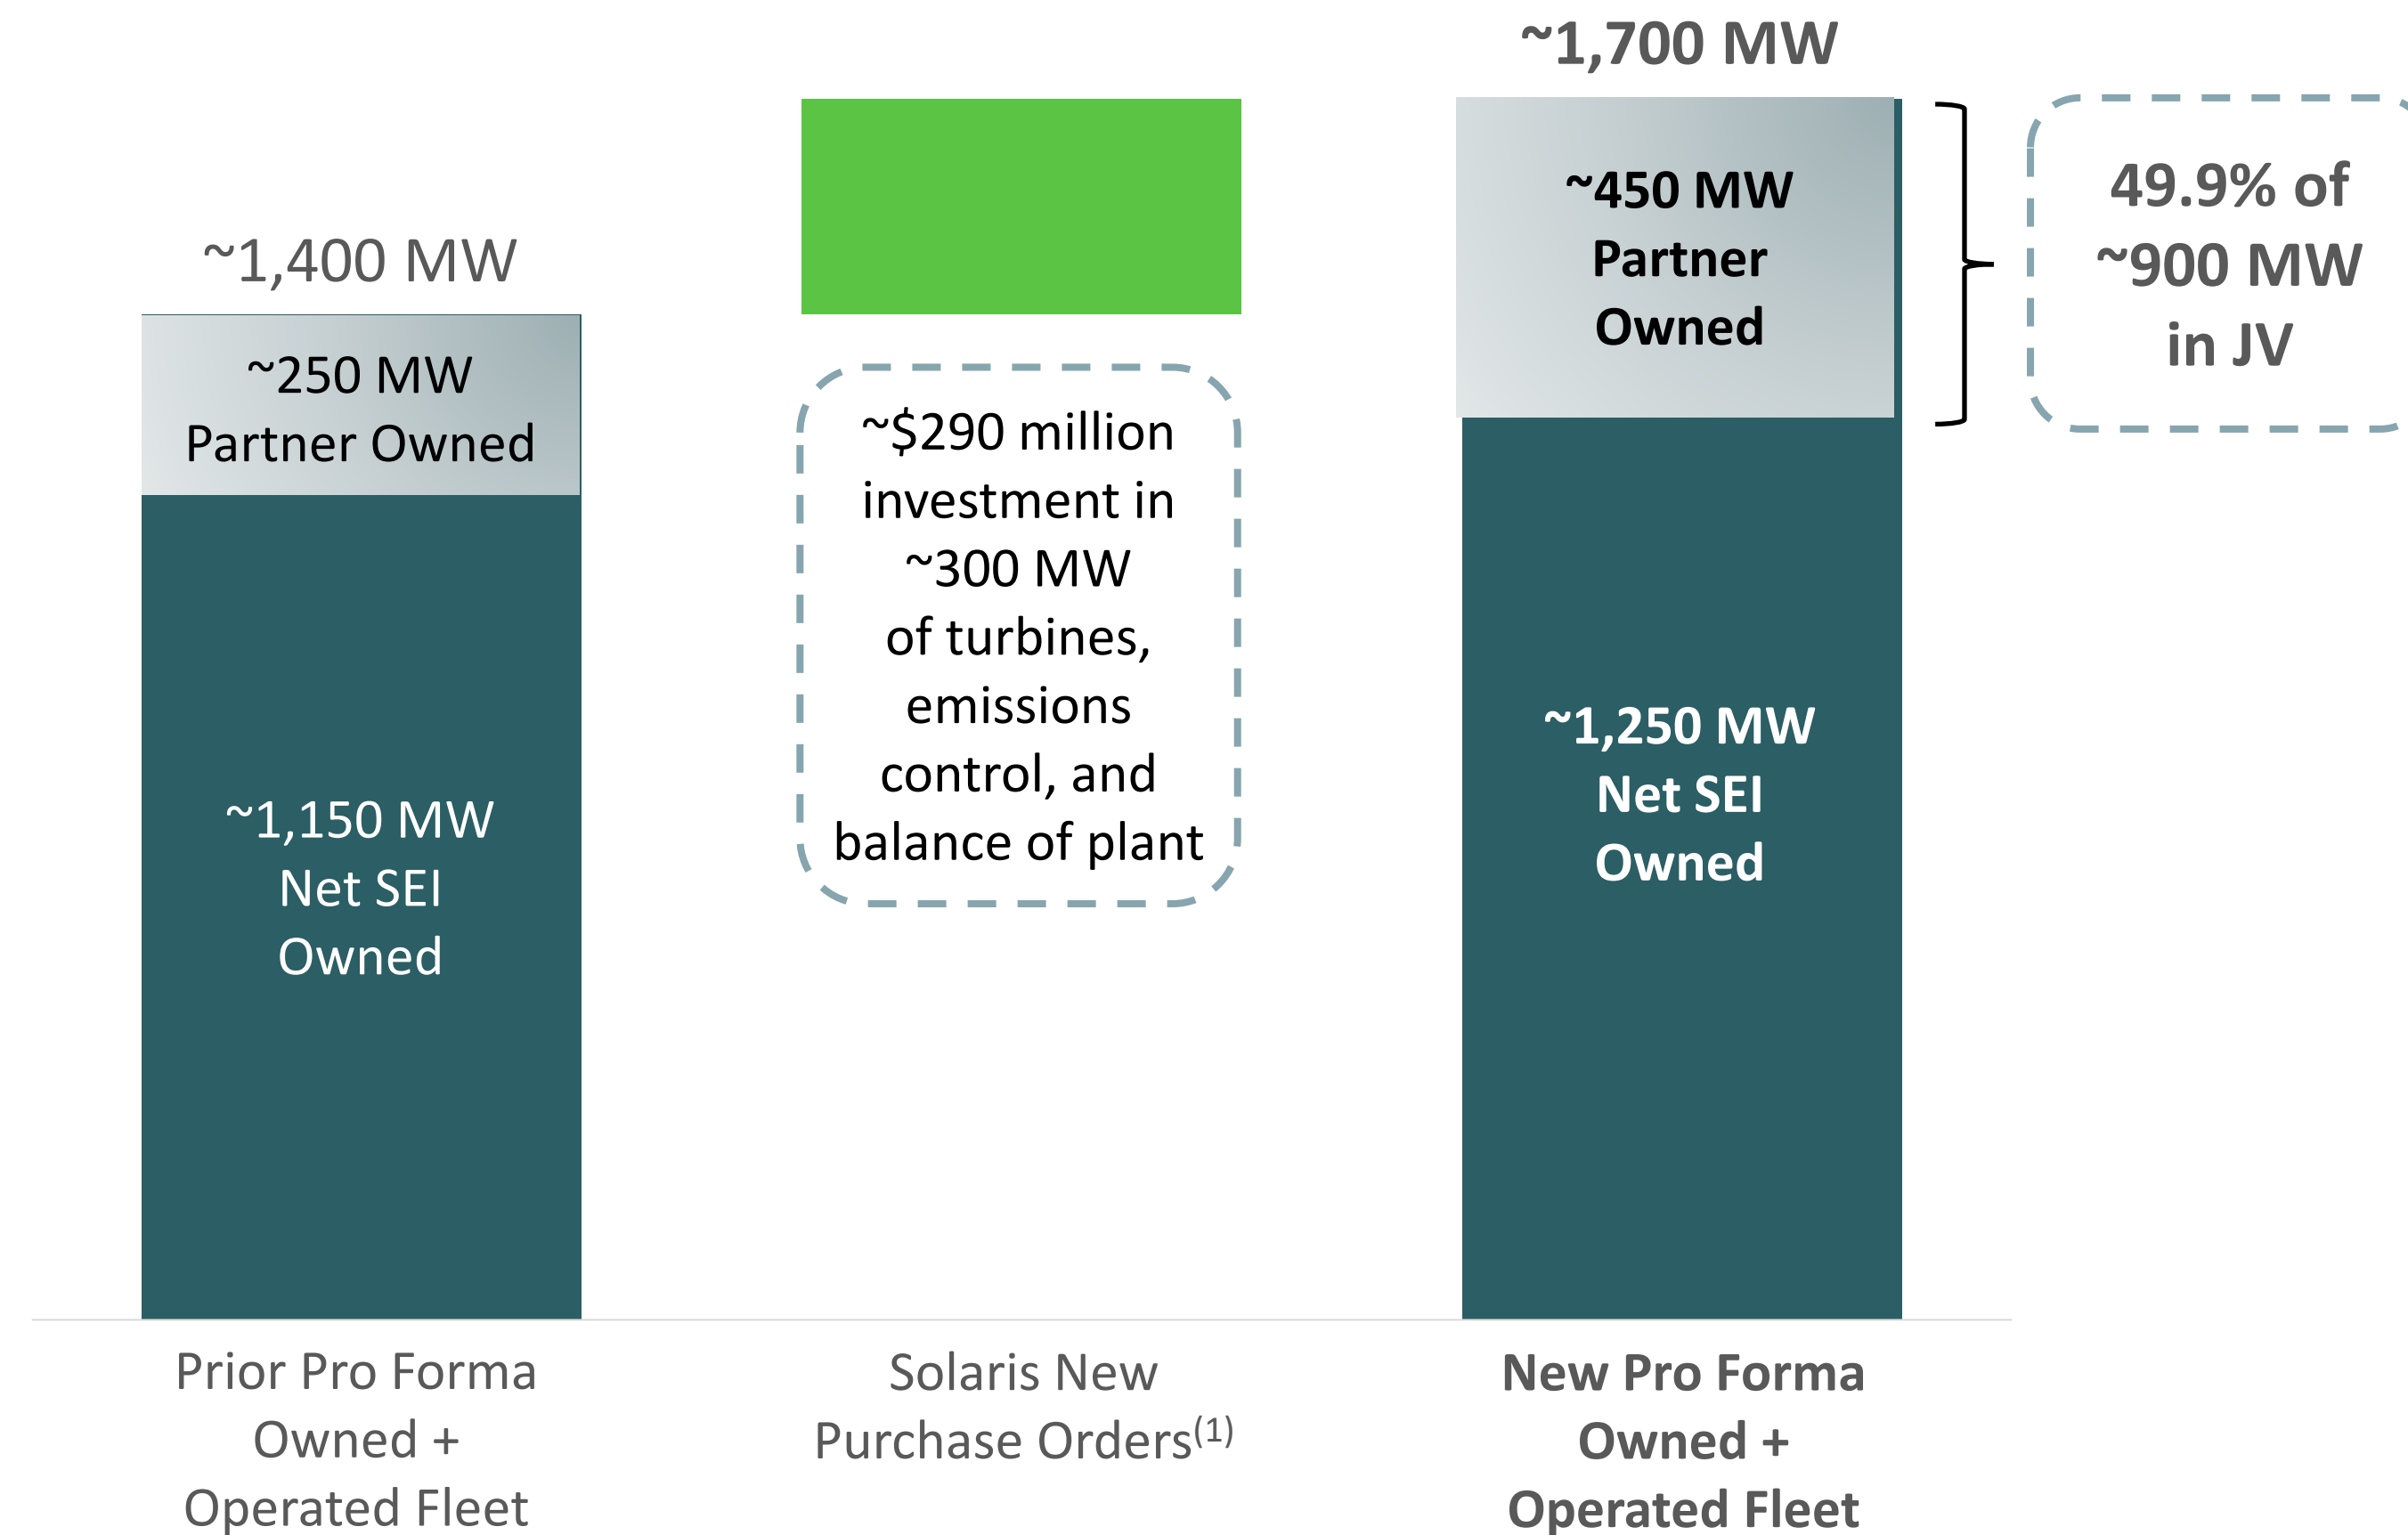 ~1,400 MW
~250 MW
Partner Owned
~1,150 MW
Net SEI
Owned
Prior Pro Forma
Owned +
Operated Fleet
~$290 million
investment in
~300 MW
of turbines,
emissions
control, and
balance of plant
Solaris New
Purchase Orders(1)
~1,700 MW
~450 MW
Partner
Owned
~1,250 MW
Net SEI
Owned
New Pro Forma
Owned +
Operated Fleet
49.9% of
~900 MW
in JV